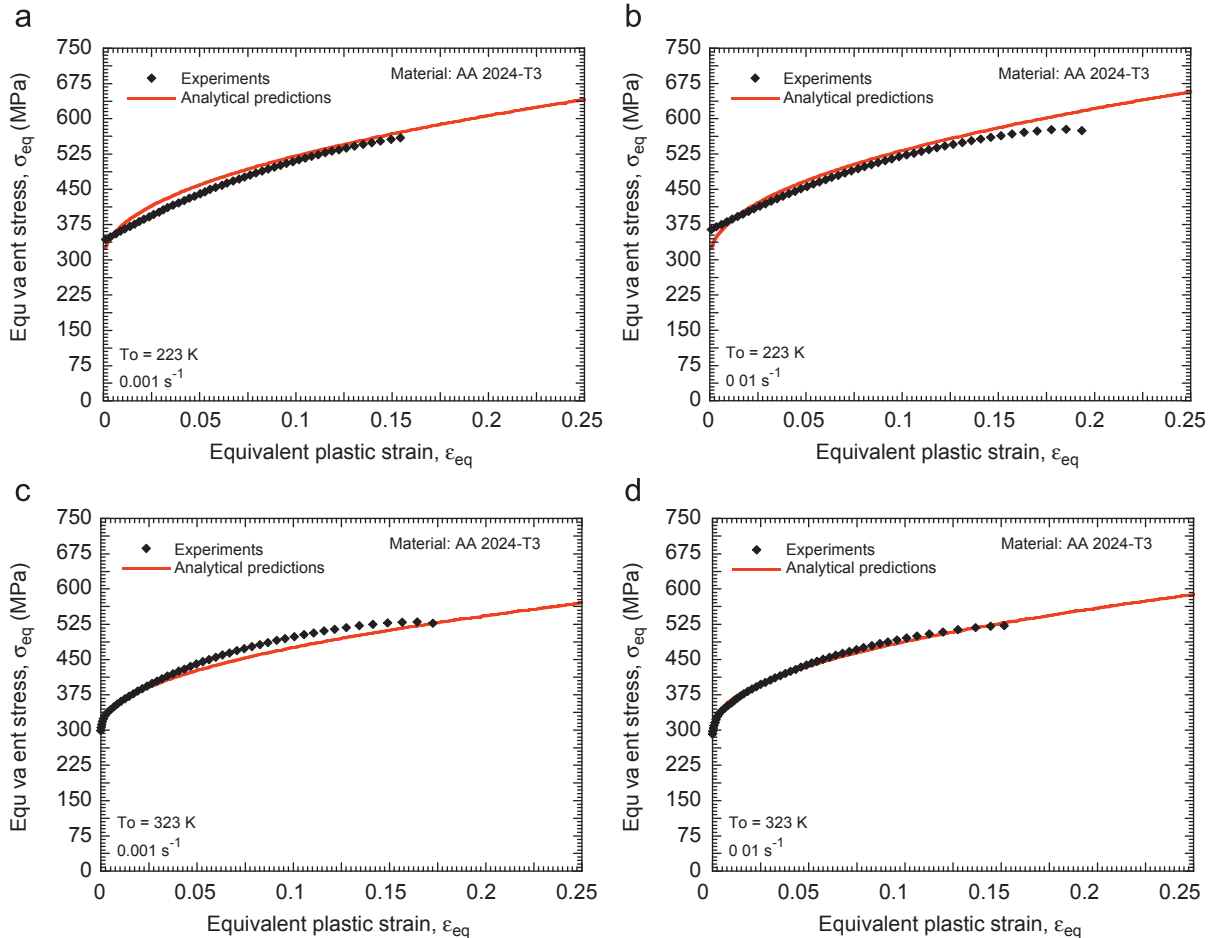 a
750
675
600
525
450
375
300
225
150
75
0
Equ va ent stress, σeq (MPa)
Experiments
Analytical predictions
Material: AA 2024-T3
To = 223 K
0.001 s-1
0
0.05
0.1
0.15
0.2
0.25
Equivalent plastic strain, εeq
b
750
675
600
525
450
375
300
225
150
75
0
Equ va ent stress, σeq (MPa)
Experiments
Analytical predictions
Material: AA 2024-T3
To = 223 K
0 01 s-1
0
0.05
0.1
0.15
0.2
0.25
Equivalent plastic strain, εeq
c
750
675
600
525
450
375
300
225
150
75
0
Equ va ent stress, σeq (MPa)
Experiments
Analytical predictions
Material: AA 2024-T3
To = 323 K
0.001 s-1
0
0.05
0.1
0.15
0.2
0.25
Equivalent plastic strain, εeq
d
750
675
600
525
450
375
300
225
150
75
0
Equ va ent stress, σeq (MPa)
Experiments
Analytical predictions
Material: AA 2024-T3
To = 323 K
0 01 s-1
0
0.05
0.1
0.15
0.2
0.25
Equivalent plastic strain, εeq